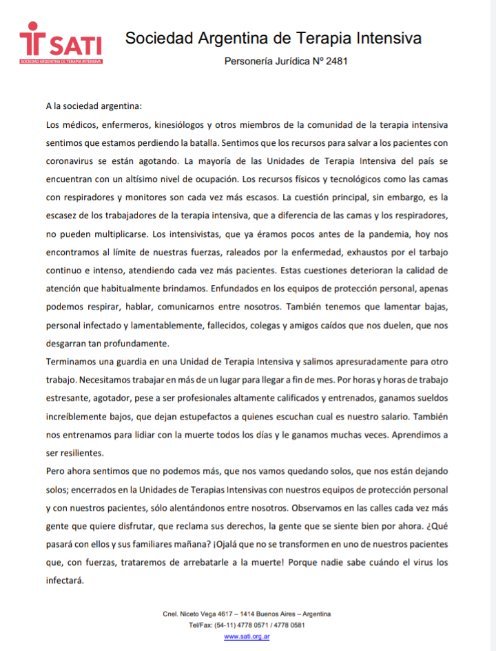 SATI
SOCIEDAD ARGENTINA DE TERAPIA INTENSIVA
Sociedad Argentina de Terapia Intensiva
Personería Jurídica Nº 2481
A la sociedad argentina:
Los médicos, enfermeros, kinesiólogos y otros miembros de la comunidad de la terapia intensiva
sentimos que estamos perdiendo la batalla. Sentimos que los recursos para salvar a los pacientes con
coronavirus se están agotando. La mayoría de las Unidades de Terapia Intensiva del país se
encuentran con un altísimo nivel de ocupación. Los recursos físicos y tecnológicos como las camas
con respiradores y monitores son cada vez más escasos. La cuestión principal, sin embargo, es la
escasez de los trabajadores de la terapia intensiva, que a diferencia de las camas y los respiradores,
no pueden multiplicarse. Los intensivistas, que ya éramos pocos antes de la pandemia, hoy nos
encontramos al límite de nuestras fuerzas, raleados por la enfermedad, exhaustos por el tarbajo
continuo e intenso, atendiendo cada vez más pacientes. Estas cuestiones deterioran la calidad de
atención que habitualmente brindamos. Enfundados en los equipos de protección personal, apenas
podemos respirar, hablar, comunicarnos entre nosotros. También tenemos que lamentar bajas,
personal infectado y lamentablemente, fallecidos, colegas y amigos caídos que nos duelen, que nos
desgarran tan profundamente.
Terminamos una guardia en una Unidad de Terapia Intensiva y salimos apresuradamente para otro
trabajo. Necesitamos trabajar en más de un lugar para llegar a fin de mes. Por horas y horas de trabajo
estresante, agotador, pese a ser profesionales altamente calificados y entrenados, ganamos sueldos
increíblemente bajos, que dejan estupefactos a quienes escuchan cual es nuestro salario. También
nos entrenamos para lidiar con la muerte todos los días y le ganamos muchas veces. Aprendimos a
ser resilientes.
Pero ahora sentimos que no podemos más, que nos vamos quedando solos, que nos están dejando
solos; encerrados en la Unidades de Terapias Intensivas con nuestros equipos de protección personal
y con nuestros pacientes, sólo alentándonos entre nosotros. Observamos en las calles cada vez más
gente que quiere disfrutar, que reclama sus derechos, la gente que se siente bien por ahora. ¿Qué
pasará con ellos y sus familiares mañana? ¡Ojalá que no se transformen en uno de nuestros pacientes
que, con fuerzas, trataremos de arrebatarle a la muerte! Porque nadie sabe cuándo el virus los
infectará.
Cnel. Niceto Vega 4617 – 1414 Buenos Aires – Argentina
Tel/Fax: (54-11) 4778 0571 / 4778 0581
www.sati.org.ar